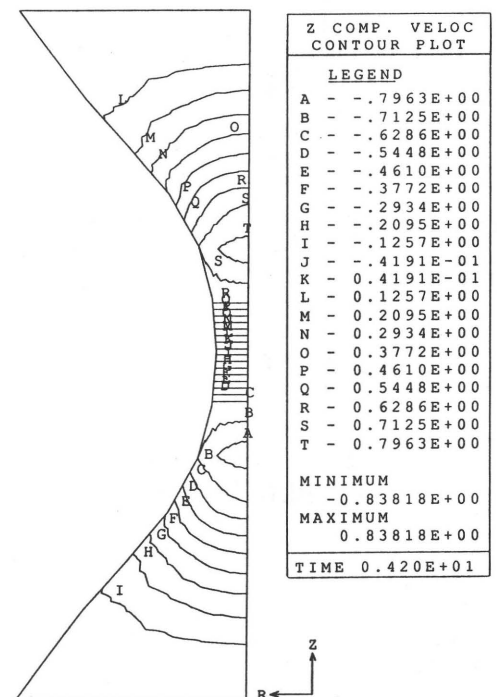 Z COMP. VELOC
CONTOUR PLOT
LEGEND
A - -.7963E+00
B - -.7125E+00
C - -.6286E+00
D - -.5448E+00
E - -.4610E+00
F - -.3772E+00
G - -.2934E+00
H - -.2095E+00
I - -.1257E+00
J - -.4191E-01
K - 0.4191E-01
L - 0.1257E+00
M - 0.2095E+00
N - 0.2934E+00
O - 0.3772E+00
P - 0.4610E+00
Q - 0.5448E+00
R - 0.6286E+00
S - 0.7125E+00
T - 0.7963E+00
MINIMUM
-0.83818E+00
MAXIMUM
0.83818E+00
TIME 0.420E+01
L
M
O
N
P
R
Q
S
T
S
C
B
A
B
C
D
E
F
G
H
I
Z
R